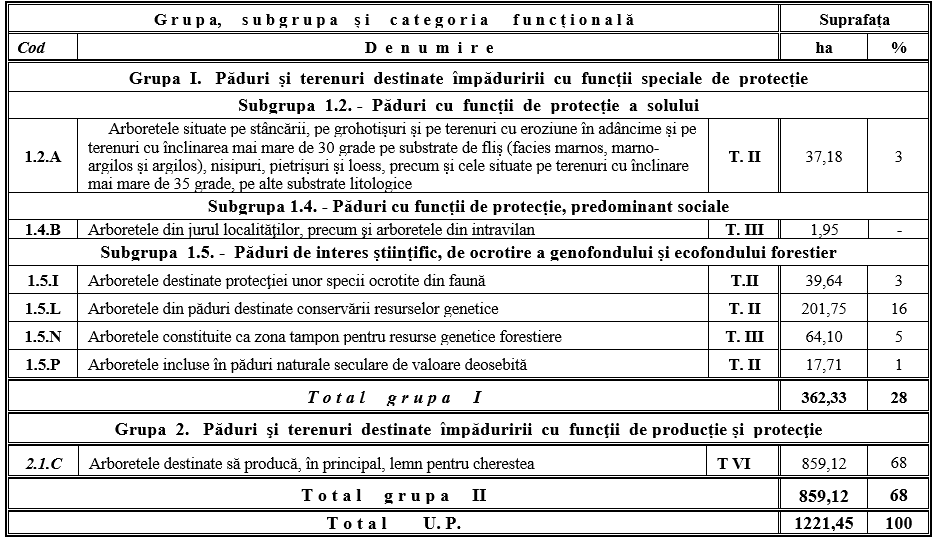 Grupa, subgrupa și categoria funcțională Suprafața
Cod Denumire ha %
Grupa I. Păduri și terenuri destinate împăduririi cu funcții speciale de protecție
Subgrupa 1.2. - Păduri cu funcții de protecție a solului
Arboretele situate pe stâncării, pe grohotișuri și pe terenuri cu eroziune în adâncime și pe
terenuri cu înclinarea mai mare de 30 grade pe substrate de fliș (facies marnos, marno-
1.2.A argilos și argilos), nisipuri, pietrișuri și loess, precum și cele situate pe terenuri cu înclinare T. II 37,18 3
mai mare de 35 grade, pe alte substrate litologice
Subgrupa 1.4. - Păduri cu funcții de protecție, predominant sociale
1.4.B Arboretele din jurul localităților, precum și arboretele din intravilan T. III 1,95 -
Subgrupa 1.5. - Păduri de interes științific, de ocrotire a genofondului și ecofondului forestier
1.5.I Arboretele destinate protecției unor specii ocrotite din faună T.II 39,64 3
1.5.L Arboretele din păduri destinate conservării resurselor genetice T. II 201,75 16
1.5.N Arboretele constituite ca zona tampon pentru resurse genetice forestiere T. III 64,10 5
1.5.P Arboretele incluse în păduri naturale seculare de valoare deosebită T. II 17,71 1
Total grupa I 362,33 28
Grupa 2. Păduri şi terenuri destinate împăduririi cu funcţii de producție și protecție
2.1.C Arboretele destinate să producă, în principal, lemn pentru cherestea T VI 859,12 68
Total grupa II 859,12 68
Total U.P. 1221,45 100